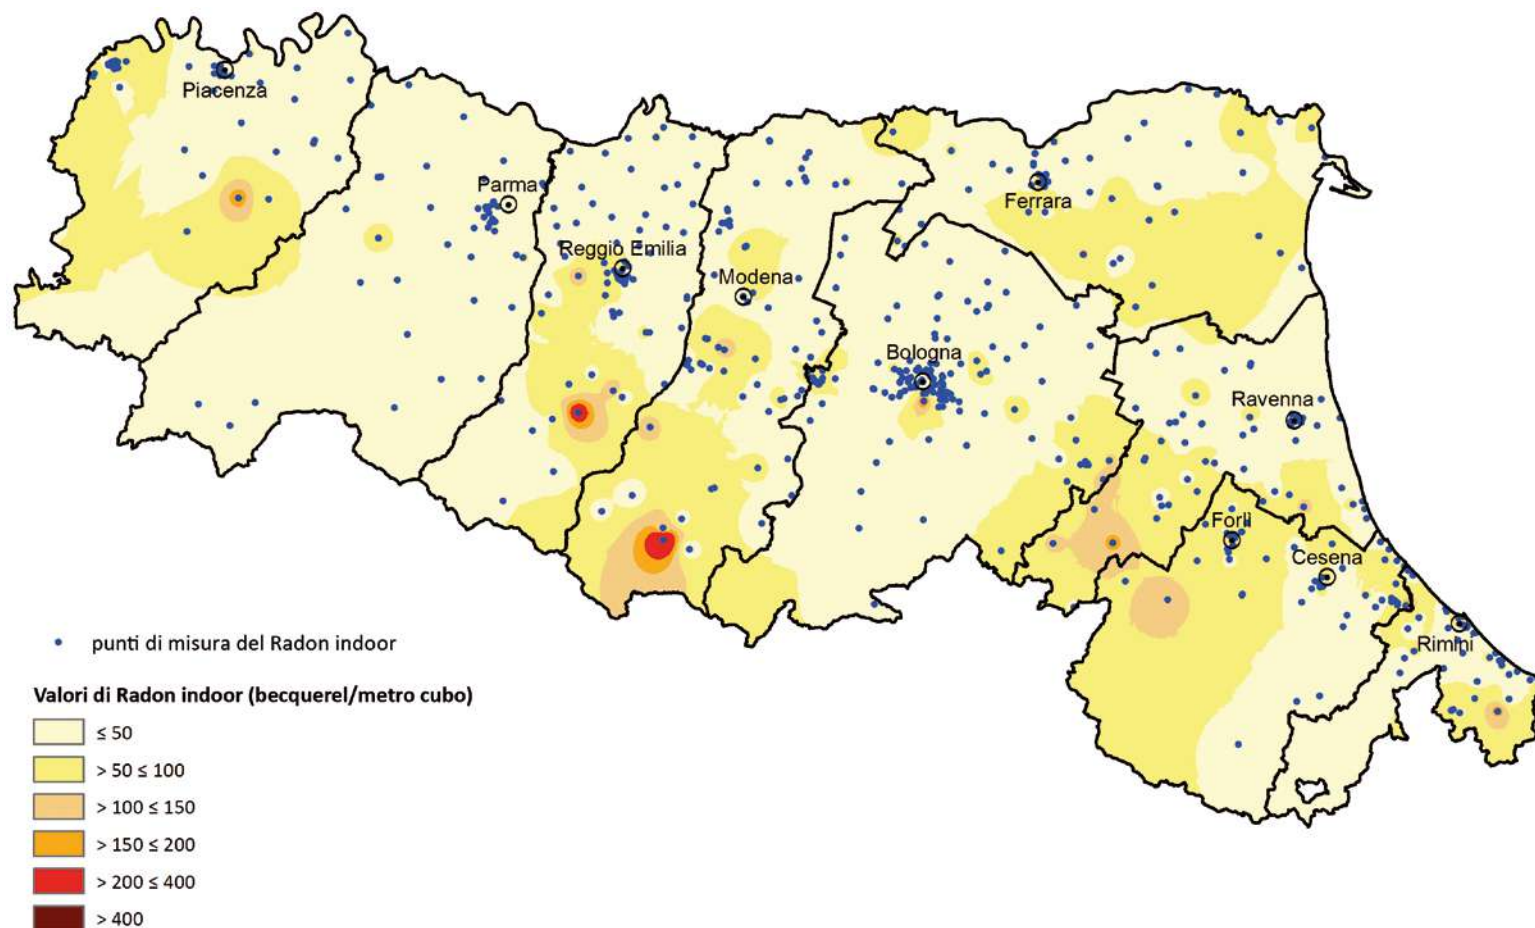 Piacenza
Parma
Ferrara
Reggio Emilia
Modena
Bologna
Ravenna
Forlì
Cesena
Rimini
punti di misura del Radon indoor
Valori di Radon indoor (becquerel/metro cubo)
≤ 50
> 50 ≤ 100
> 100 ≤ 150
> 150 ≤ 200
> 200 ≤ 400
> 400